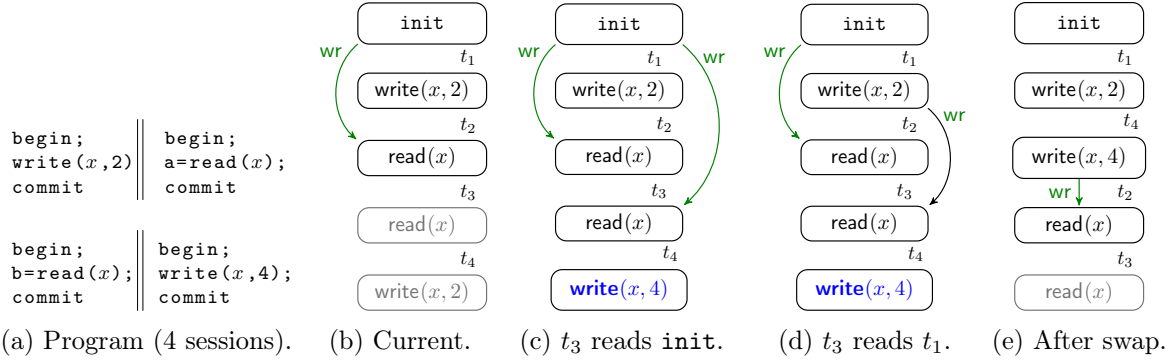 begin;
write(x,2)
commit
begin;
a=read(x);
commit
begin;
b=read(x);
commit
begin;
write(x,4);
commit
(a) Program (4 sessions).
init
wr
t1
write(x, 2)
t2
read(x)
t3
read(x)
t4
write(x, 2)
(b) Current.
init
wr
wr
t1
write(x, 2)
t2
read(x)
t3
read(x)
t4
write(x, 4)
(c) t3 reads init.
init
wr
t1
write(x, 2)
wr
t2
read(x)
t3
read(x)
t4
write(x, 4)
(d) t3 reads t1.
init
t1
write(x, 2)
t4
write(x, 4)
wr
t2
read(x)
t3
read(x)
(e) After swap.